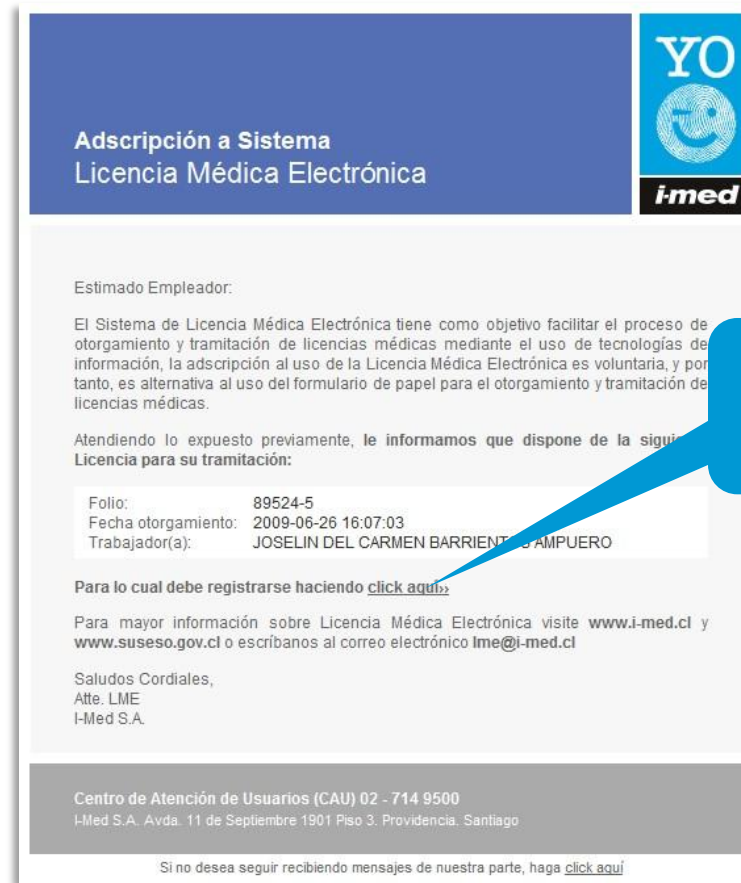 YO
Adscripción a Sistema
Licencia Médica Electrónica
i-med
Estimado Empleador:
El Sistema de Licencia Médica Electrónica tiene como objetivo facilitar el proceso de
otorgamiento y tramitación de licencias médicas mediante el uso de tecnologías de
información, la adscripción al uso de la Licencia Médica Electrónica es voluntaria, y por
tanto, es alternativa al uso del formulario de papel para el otorgamiento y tramitación de
licencias médicas.
Atendiendo lo expuesto previamente, le informamos que dispone de la
Licencia para su tramitación:
Folio: 89524-5
Fecha otorgamiento: 2009-06-26 16:07:03
Trabajador(a): JOSELIN DEL CARMEN BARRIENTOS AMPUERO
Para lo cual debe registrarse haciendo click aquí››
Para mayor información sobre Licencia Médica Electrónica visite www.i-med.cl y
www.suseso.gov.cl o escríbanos al correo electrónico lme@i-med.cl
Saludos Cordiales,
Atte. LME
I-Med S.A.
Centro de Atención de Usuarios (CAU) 02 - 714 9500
I-Med S.A. Avda. 11 de Septiembre 1901 Piso 3. Providencia. Santiago
Si no desea seguir recibiendo mensajes de nuestra parte, haga click aquí